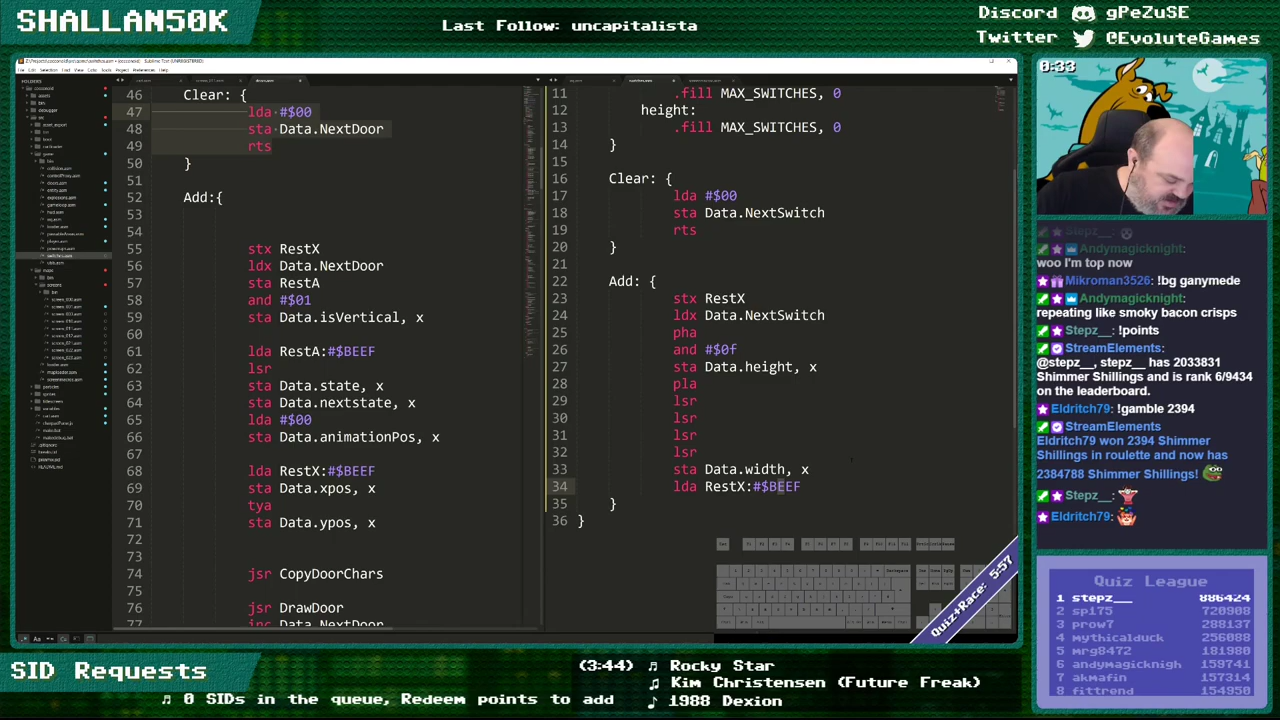 SHALLAN50K
Last Follow: uncapitalista
Discord gPeZuSE
Twitter @EvoluteGames
FOLDERS
46 Clear: {
47 lda #$00
48 sta Data.NextDoor
49 rts
50 }
51
52 Add:{
53
54
55 stx RestX
56 ldx Data.NextDoor
57 sta RestA
58 and #$01
59 sta Data.isVertical, x
60
61 lda RestA:#$BEEF
62 lsr
63 sta Data.state, x
64 sta Data.nextstate, x
65 lda #$00
66 sta Data.animationPos, x
67
68 lda RestX:#$BEEF
69 sta Data.xpos, x
70 tya
71 sta Data.ypos, x
72
73
74 jsr CopyDoorChars
75
76 jsr DrawDoor
77 inc Data.NextDoor
11 .fill MAX_SWITCHES, 0
12 height:
13 .fill MAX_SWITCHES, 0
14 }
15
16 Clear: {
17 lda #$00
18 sta Data.NextSwitch
19 rts
20 }
21
22 Add: {
23 stx RestX
24 ldx Data.NextSwitch
25 pha
26 and #$0f
27 sta Data.height, x
28 pla
29 lsr
30 lsr
31 lsr
32 lsr
33 sta Data.width, x
34 lda RestX:#$BEEF
35 }
36 }
Quiz+Race: 5:57
0:33
Stepz__:
Andymagicknight:
woo I'm top now
Mikroman3526: !bg ganymede
Andymagicknight:
repeating like smoky bacon crisps
Stepz__: !points
StreamElements:
@stepz__, stepz__ has 2033831
Shimmer Shillings and is rank 6/9434
on the leaderboard.
Eldritch79: !gamble 2394
StreamElements:
Eldritch79 won 2394 Shimmer
Shillings in roulette and now has
2384788 Shimmer Shillings!
Stepz__:
Eldritch79:
Quiz League
1 stepz__ 886424
2 sp175 720908
3 prow7 288137
4 mythicalduck 256088
5 mrg8472 181980
6 andymagicknigh 159741
7 akmafin 157314
8 fittrend 154950
SID Requests
(3:44) ♫ Rocky Star
♫ Kim Christensen (Future Freak)
♪ 1988 Dexion
♫ 0 SIDs in the queue, Redeem points to add